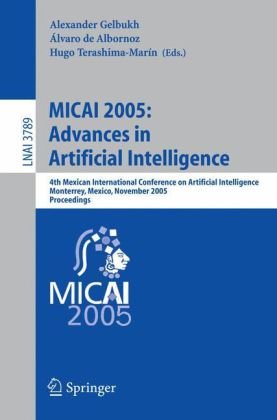 Alexander Gelbukh
Álvaro de Albornoz
Hugo Terashima-Marín (Eds.)
LNAI 3789
MICAI 2005:
Advances in
Artificial Intelligence
4th Mexican International Conference on Artificial Intelligence
Monterrey, Mexico, November 2005
Proceedings
MICAI
2005
Springer